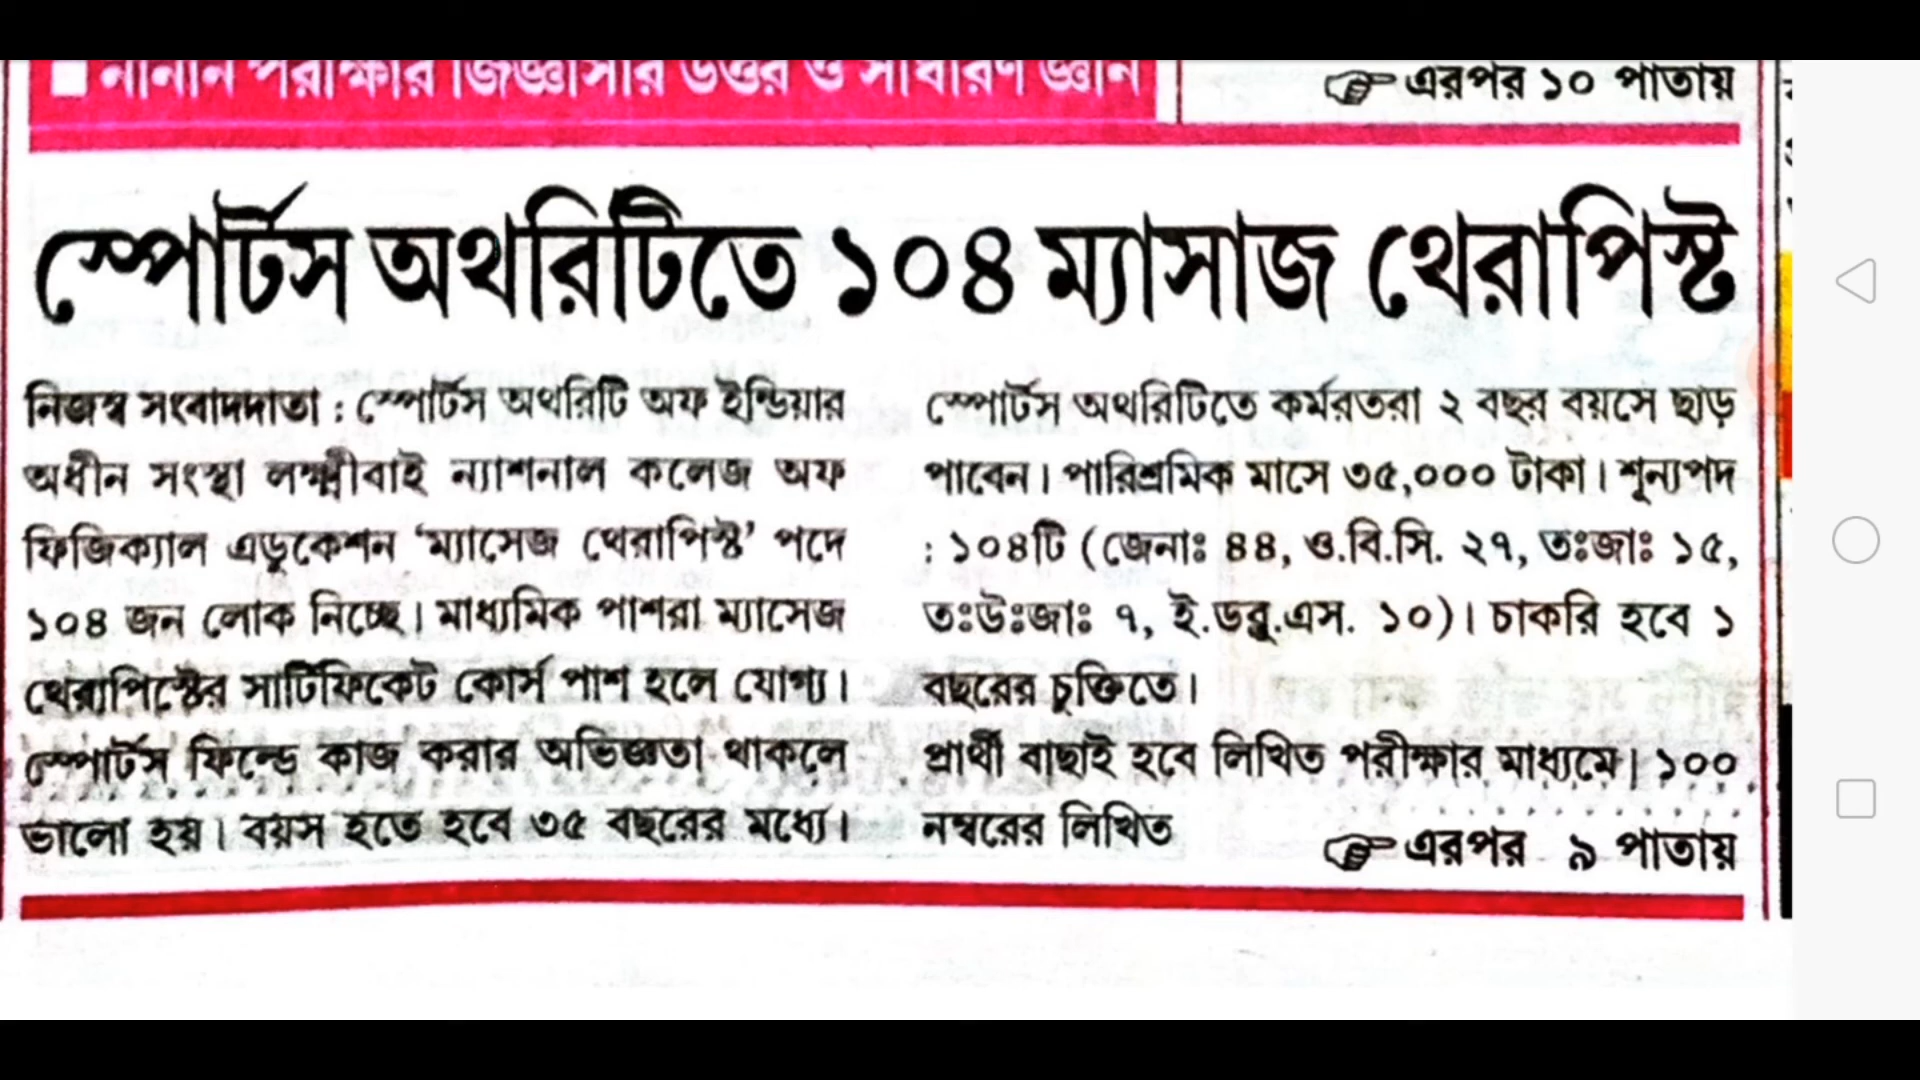 ■ নানান পরীক্ষার জিজ্ঞাসার উত্তর ও সাধারণ জ্ঞান
এরপর ১০ পাতায়
স্পোর্টস অথরিটিতে ১০৪ ম্যাসাজ থেরাপিস্ট
নিজস্ব সংবাদদাতা : স্পোর্টস অথরিটি অফ ইন্ডিয়ার
অধীন সংস্থা লক্ষ্মীবাই ন্যাশনাল কলেজ অফ
ফিজিক্যাল এডুকেশন ‘ম্যাসেজ থেরাপিস্ট’ পদে
১০৪ জন লোক নিচ্ছে। মাধ্যমিক পাশরা ম্যাসেজ
থেরাপিস্টের সার্টিফিকেট কোর্স পাশ হলে যোগ্য।
স্পোর্টস ফিল্ডে কাজ করার অভিজ্ঞতা থাকলে
ভালো হয়। বয়স হতে হবে ৩৫ বছরের মধ্যে।
স্পোর্টস অথরিটিতে কর্মরতরা ২ বছর বয়সে ছাড়
পাবেন। পারিশ্রমিক মাসে ৩৫,০০০ টাকা। শূন্যপদ
: ১০৪টি (জেনাঃ ৪৪, ও.বি.সি. ২৭, তঃজাঃ ১৫,
তঃউঃজাঃ ৭, ই.ডব্লু.এস. ১০)। চাকরি হবে ১
বছরের চুক্তিতে।
প্রার্থী বাছাই হবে লিখিত পরীক্ষার মাধ্যমে। ১০০
নম্বরের লিখিত
এরপর ৯ পাতায়